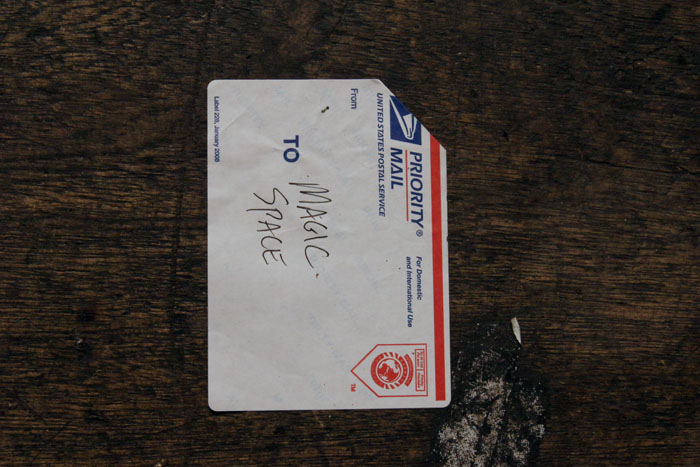 PRIORITY®
MAIL
UNITED STATES POSTAL SERVICE
For Domestic
and International Use
From
TO
MAGIC.
SPACE
Label 228, January 2008
TM